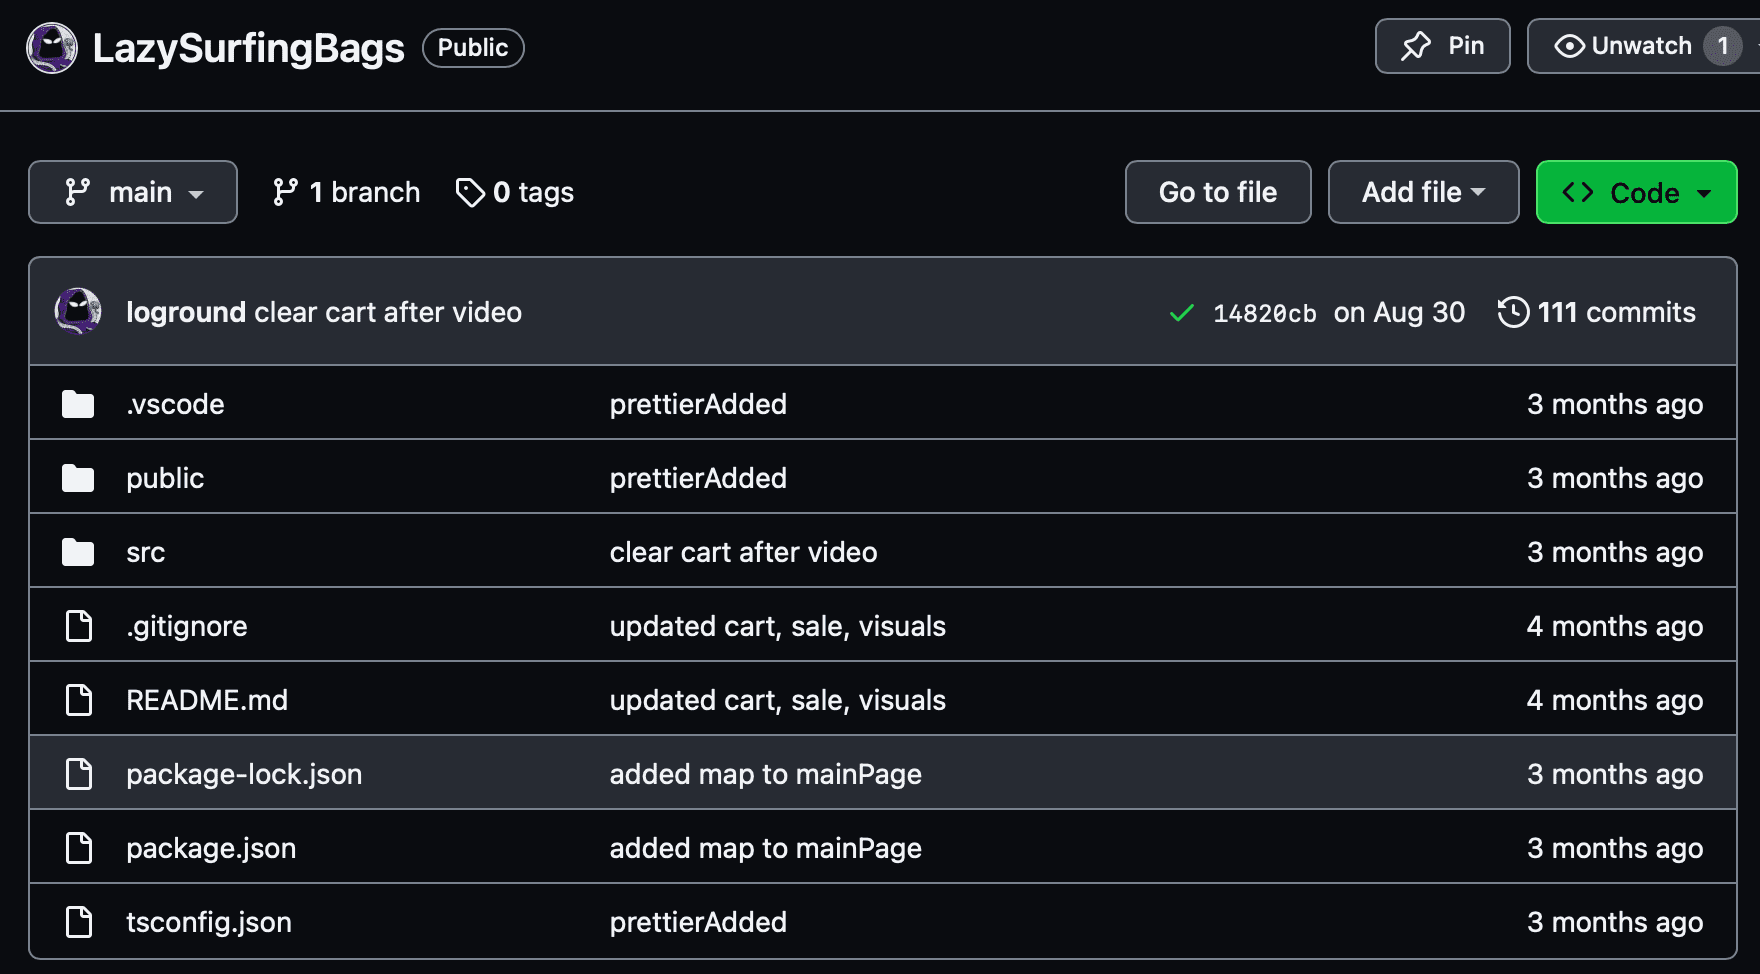 LazySurfingBags Public Pin Unwatch 1
main 1 branch 0 tags Go to file Add file Code
loground clear cart after video 14820cb on Aug 30 111 commits
.vscode prettierAdded 3 months ago
public prettierAdded 3 months ago
src clear cart after video 3 months ago
.gitignore updated cart, sale, visuals 4 months ago
README.md updated cart, sale, visuals 4 months ago
package-lock.json added map to mainPage 3 months ago
package.json added map to mainPage 3 months ago
tsconfig.json prettierAdded 3 months ago